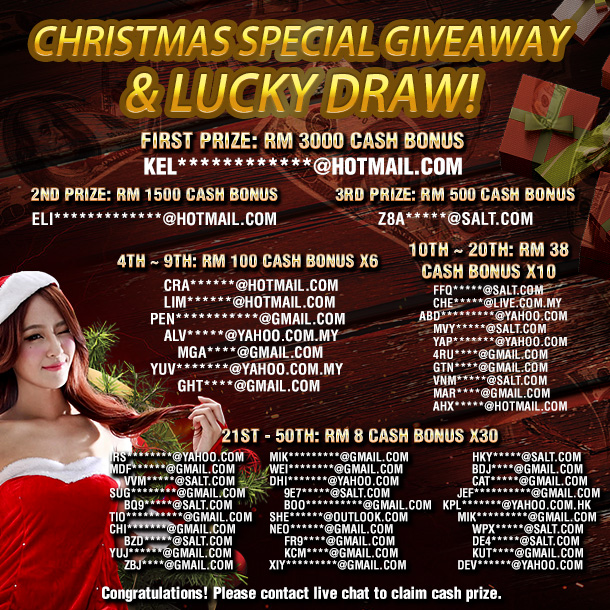 CHRISTMAS SPECIAL GIVEAWAY
& LUCKY DRAW!
FIRST PRIZE: RM 3000 CASH BONUS
KEL************@HOTMAIL.COM
2ND PRIZE: RM 1500 CASH BONUS
ELI*************@HOTMAIL.COM
3RD PRIZE: RM 500 CASH BONUS
Z8A*****@SALT.COM
4TH ~ 9TH: RM 100 CASH BONUS X6
CRA******@HOTMAIL.COM
LIM******@HOTMAIL.COM
PEN***********@GMAIL.COM
ALV*****@YAHOO.COM.MY
MGA****@GMAIL.COM
YUV*******@YAHOO.COM.MY
GHT****@GMAIL.COM
10TH ~ 20TH: RM 38
CASH BONUS X10
FFQ*****@SALT.COM
CHE*****@LIVE.COM.MY
ABD*********@YAHOO.COM
MVY*****@SALT.COM
YAP*******@YAHOO.COM
4RU****@GMAIL.COM
GTN****@GMAIL.COM
VNM*****@SALT.COM
MAR****@GMAIL.COM
AHX*****@HOTMAIL.COM
21ST - 50TH: RM 8 CASH BONUS X30
IRS********@YAHOO.COM
MDF******@GMAIL.COM
VVM*****@SALT.COM
SUG*******@GMAIL.COM
BQ9*****@SALT.COM
TIO**********@GMAIL.COM
CHI*******@GMAIL.COM
BZD*****@SALT.COM
YUJ******@GMAIL.COM
ZBJ****@GMAIL.COM
MIK*********@GMAIL.COM
WEI*******@GMAIL.COM
DHI******@YAHOO.COM
9E7*****@SALT.COM
BOO**********@GMAIL.COM
SHE*****@OUTLOOK.COM
NEO*******@GMAIL.COM
FR9****@GMAIL.COM
KCM****@GMAIL.COM
XIY*********@GMAIL.COM
HKY*****@SALT.COM
BDJ****@GMAIL.COM
CAT****@GMAIL.COM
JEF*********@GMAIL.COM
KPL*******@YAHOO.COM.HK
MIK*********@GMAIL.COM
WPX*****@SALT.COM
DE4*****@SALT.COM
KUT****@GMAIL.COM
DEV******@YAHOO.COM
Congratulations! Please contact live chat to claim cash prize.